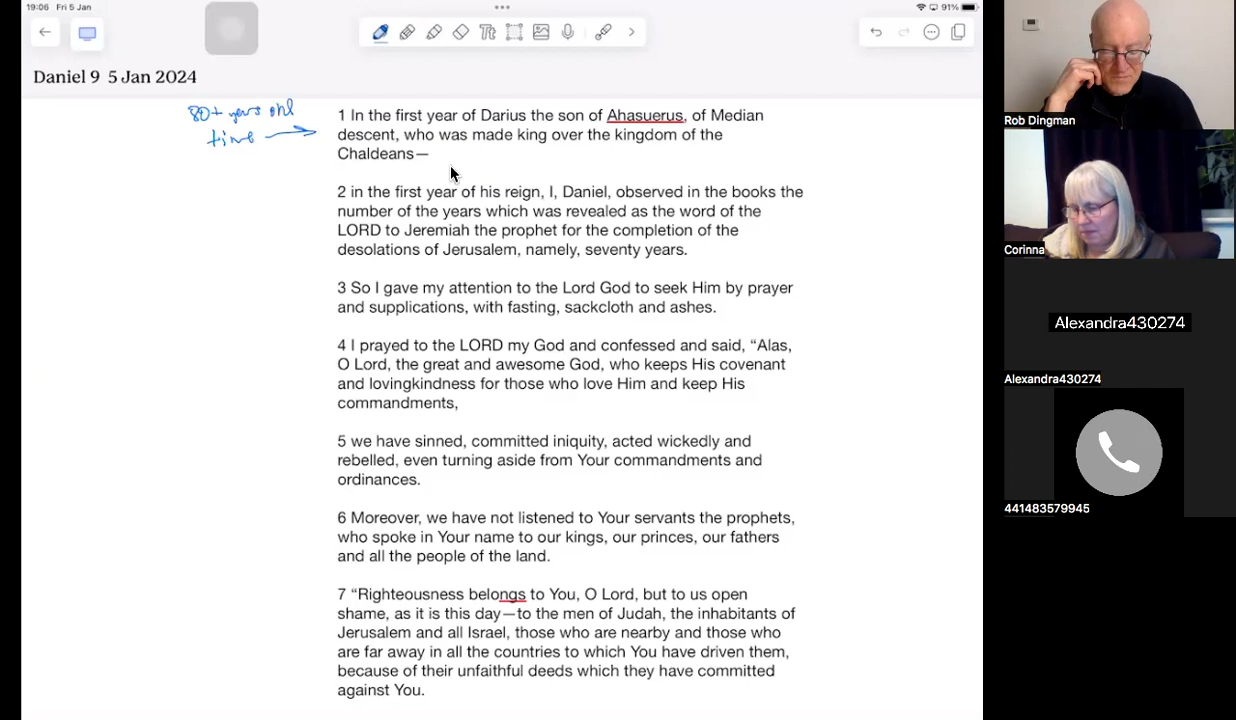 19:06 Fri 5 Jan
91%
Tt
Daniel 9 5 Jan 2024
80+ years old
time
1 In the first year of Darius the son of Ahasuerus, of Median
descent, who was made king over the kingdom of the
Chaldeans—
2 in the first year of his reign, I, Daniel, observed in the books the
number of the years which was revealed as the word of the
LORD to Jeremiah the prophet for the completion of the
desolations of Jerusalem, namely, seventy years.
3 So I gave my attention to the Lord God to seek Him by prayer
and supplications, with fasting, sackcloth and ashes.
4 I prayed to the LORD my God and confessed and said, “Alas,
O Lord, the great and awesome God, who keeps His covenant
and lovingkindness for those who love Him and keep His
commandments,
5 we have sinned, committed iniquity, acted wickedly and
rebelled, even turning aside from Your commandments and
ordinances.
6 Moreover, we have not listened to Your servants the prophets,
who spoke in Your name to our kings, our princes, our fathers
and all the people of the land.
7 “Righteousness belongs to You, O Lord, but to us open
shame, as it is this day—to the men of Judah, the inhabitants of
Jerusalem and all Israel, those who are nearby and those who
are far away in all the countries to which You have driven them,
because of their unfaithful deeds which they have committed
against You.
Rob Dingman
Corinna
Alexandra430274
Alexandra430274
441483579945